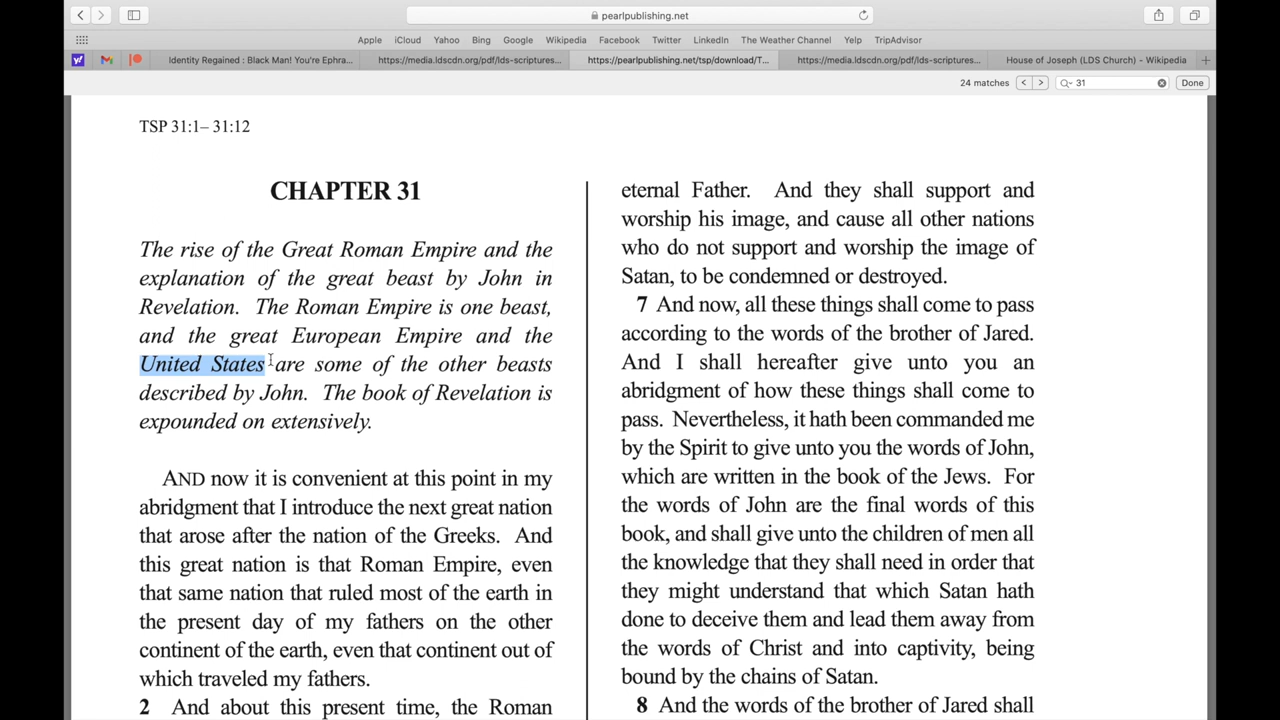 pearlpublishing.net
Apple iCloud Yahoo Bing Google Wikipedia Facebook Twitter LinkedIn The Weather Channel Yelp TripAdvisor
Identity Regained : Black Man! You're Ephra... https://media.ldscdn.org/pdf/lds-scriptures... https://pearlpublishing.net/tsp/download/T... https://media.ldscdn.org/pdf/lds-scriptures... House of Joseph (LDS Church) - Wikipedia
24 matches 31 Done
TSP 31:1– 31:12
CHAPTER 31
The rise of the Great Roman Empire and the
explanation of the great beast by John in
Revelation. The Roman Empire is one beast,
and the great European Empire and the
United States are some of the other beasts
described by John. The book of Revelation is
expounded on extensively.
AND now it is convenient at this point in my
abridgment that I introduce the next great nation
that arose after the nation of the Greeks. And
this great nation is that Roman Empire, even
that same nation that ruled most of the earth in
the present day of my fathers on the other
continent of the earth, even that continent out of
which traveled my fathers.
2 And about this present time, the Roman
eternal Father. And they shall support and
worship his image, and cause all other nations
who do not support and worship the image of
Satan, to be condemned or destroyed.
7 And now, all these things shall come to pass
according to the words of the brother of Jared.
And I shall hereafter give unto you an
abridgment of how these things shall come to
pass. Nevertheless, it hath been commanded me
by the Spirit to give unto you the words of John,
which are written in the book of the Jews. For
the words of John are the final words of this
book, and shall give unto the children of men all
the knowledge that they shall need in order that
they might understand that which Satan hath
done to deceive them and lead them away from
the words of Christ and into captivity, being
bound by the chains of Satan.
8 And the words of the brother of Jared shall